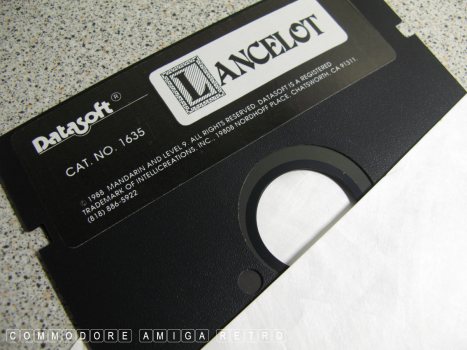 LANCELOT
Datasoft®
CAT. NO. 1635
© 1988 MANDARIN AND LEVEL 9. ALL RIGHTS RESERVED. DATASOFT IS A REGISTERED
TRADEMARK OF INTELLICREATIONS, INC., 19808 NORDHOFF PLACE, CHATSWORTH, CA 91311.
(818) 886-5922
COMMODORE AMIGA RETRO